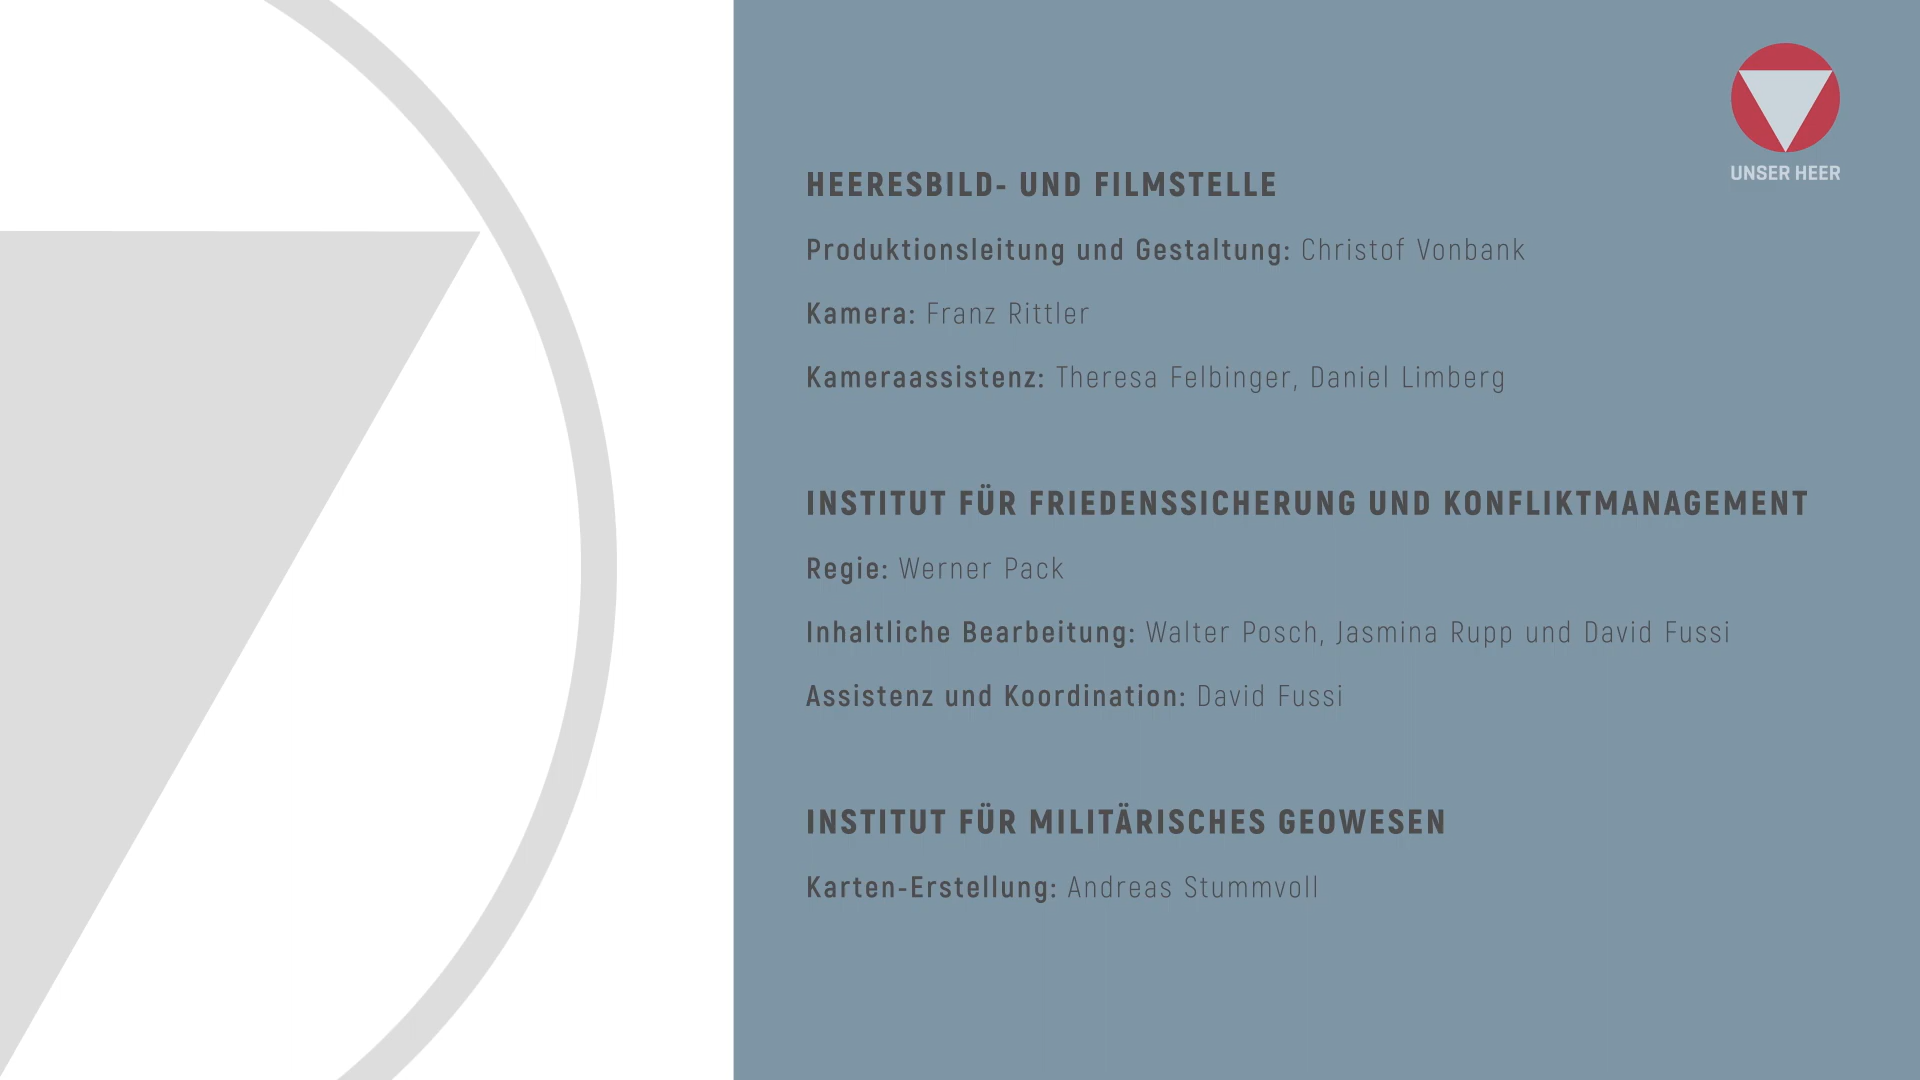 UNSER HEER
HEERESBILD- UND FILMSTELLE
Produktionsleitung und Gestaltung: Christof Vonbank
Kamera: Franz Rittler
Kameraassistenz: Theresa Felbinger, Daniel Limberg
INSTITUT FÜR FRIEDENSSICHERUNG UND KONFLIKTMANAGEMENT
Regie: Werner Pack
Inhaltliche Bearbeitung: Walter Posch, Jasmina Rupp und David Fussi
Assistenz und Koordination: David Fussi
INSTITUT FÜR MILITÄRISCHES GEOWESEN
Karten-Erstellung: Andreas Stummvoll